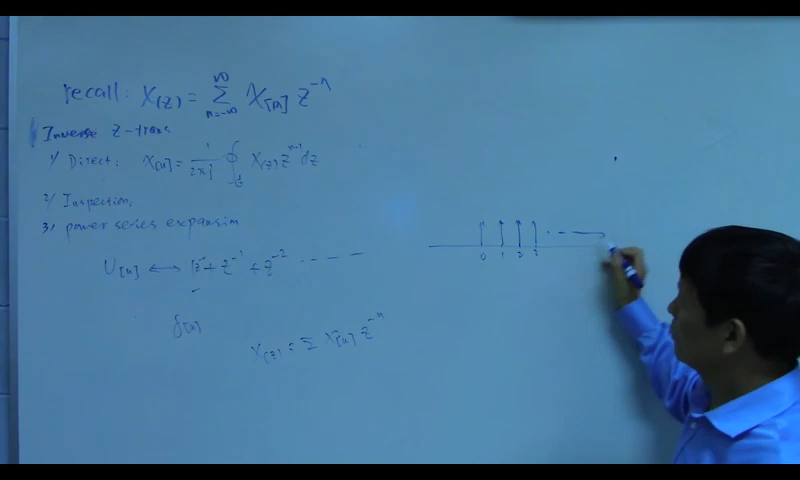 recall: X(z) = ∑_{n=-∞}^{∞} X[n] z^{-n}
Inverse z-trans
1) Direct: X[n] = 1/2πj ∮_c X(z) z^{n-1} dz
2) Inspection,
3) power series expansion
U[n] ⟷ + z^{-1} + z^{-2} - - - - -
δ[n]
X(z) = ∑ X[n] z^{-n}
0 1 2 3